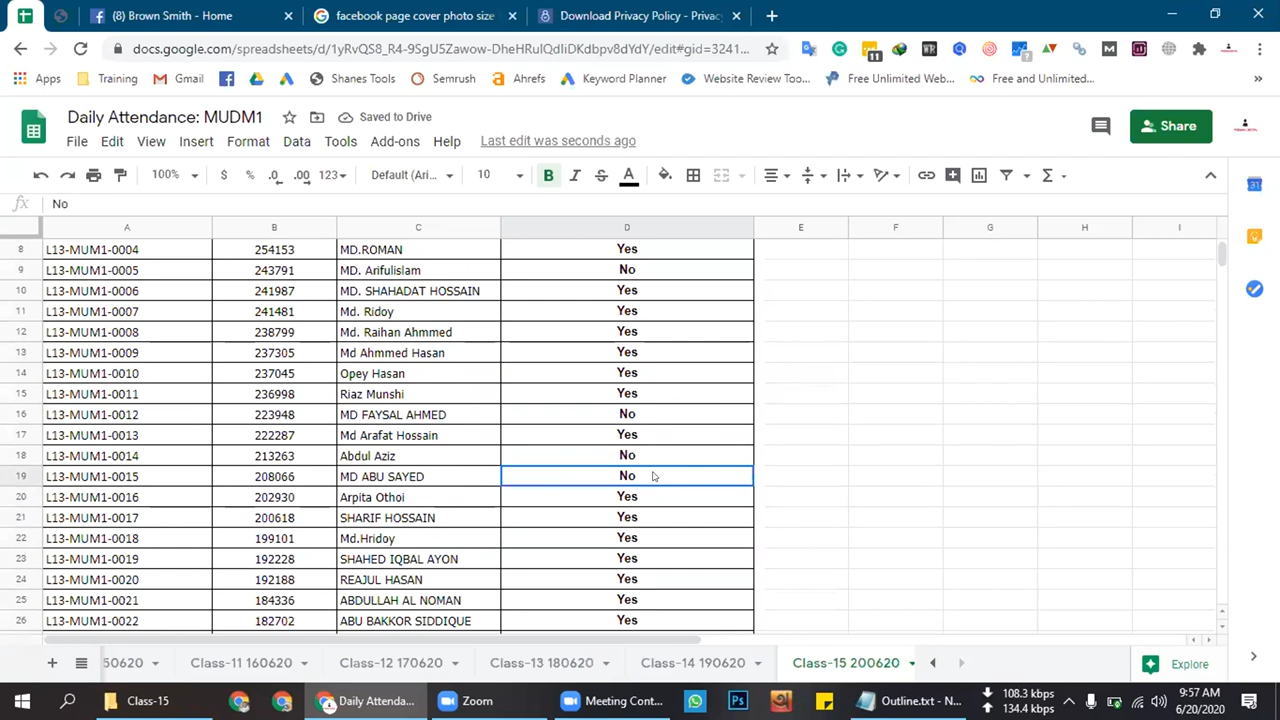 (8) Brown Smith - Home
facebook page cover photo size
Download Privacy Policy - Privac
docs.google.com/spreadsheets/d/1yRvQS8_R4-9SgU5Zawow-DheHRulQdIiDKdbpv8dYdY/edit#gid=3241...
11
Apps
Training
Gmail
Shanes Tools
Semrush
Ahrefs
Keyword Planner
Website Review Too...
Free Unlimited Web...
Free and Unlimited...
Daily Attendance: MUDM1
Saved to Drive
Share
File Edit View Insert Format Data Tools Add-ons Help Last edit was seconds ago
100% $ % .0 .00 123 Default (Ari... 10 B I S A
fx No
A B C D E F G H I
8 L13-MUM1-0004 254153 MD.ROMAN Yes
9 L13-MUM1-0005 243791 MD. Arifulislam No
10 L13-MUM1-0006 241987 MD. SHAHADAT HOSSAIN Yes
11 L13-MUM1-0007 241481 Md. Ridoy Yes
12 L13-MUM1-0008 238799 Md. Raihan Ahmmed Yes
13 L13-MUM1-0009 237305 Md Ahmmed Hasan Yes
14 L13-MUM1-0010 237045 Opey Hasan Yes
15 L13-MUM1-0011 236998 Riaz Munshi Yes
16 L13-MUM1-0012 223948 MD FAYSAL AHMED No
17 L13-MUM1-0013 222287 Md Arafat Hossain Yes
18 L13-MUM1-0014 213263 Abdul Aziz No
19 L13-MUM1-0015 208066 MD ABU SAYED No
20 L13-MUM1-0016 202930 Arpita Othoi Yes
21 L13-MUM1-0017 200618 SHARIF HOSSAIN Yes
22 L13-MUM1-0018 199101 Md.Hridoy Yes
23 L13-MUM1-0019 192228 SHAHED IQBAL AYON Yes
24 L13-MUM1-0020 192188 REAJUL HASAN Yes
25 L13-MUM1-0021 184336 ABDULLAH AL NOMAN Yes
26 L13-MUM1-0022 182702 ABU BAKKOR SIDDIQUE Yes
50620 Class-11 160620 Class-12 170620 Class-13 180620 Class-14 190620 Class-15 200620 Explore
Class-15
Daily Attenda...
Zoom
Meeting Cont...
Outline.txt - N...
108.3 kbps
134.4 kbps
9:57 AM
6/20/2020